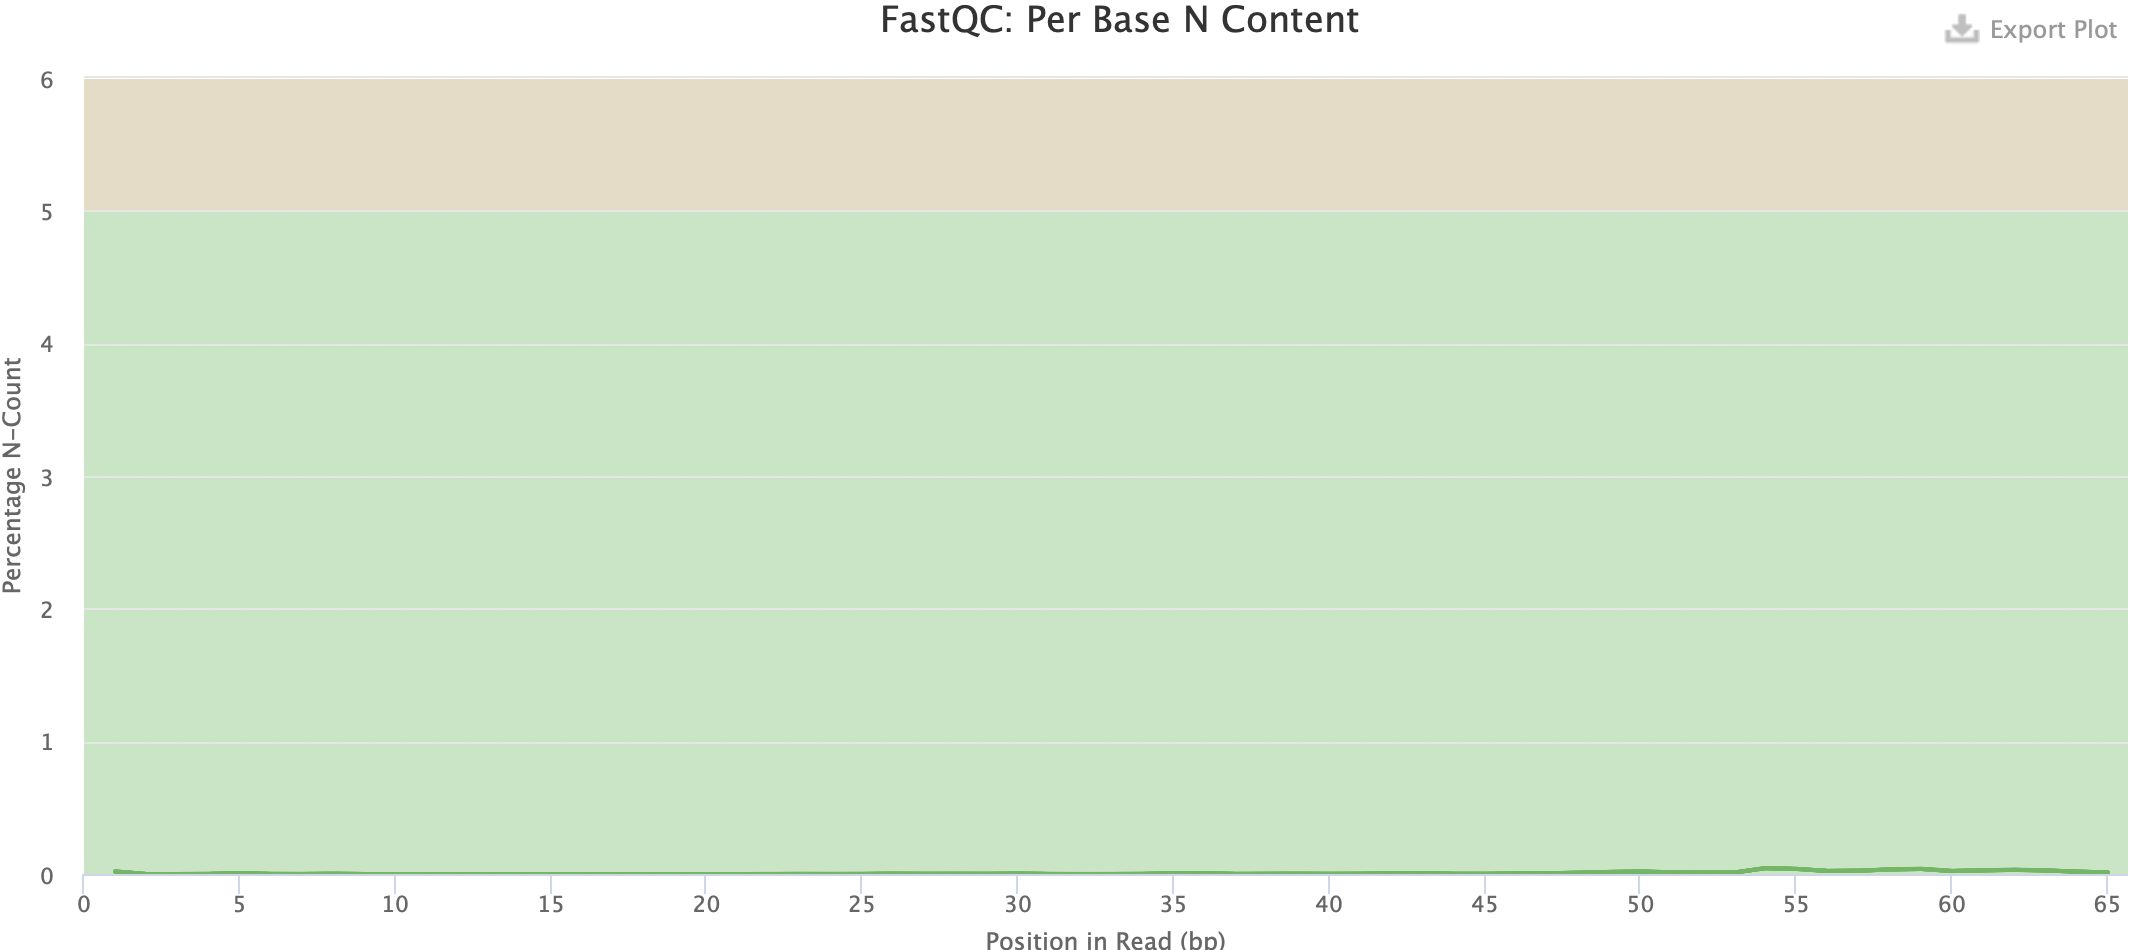 FastQC: Per Base N Content
Export Plot
Percentage N-Count
6
5
4
3
2
1
0
0 5 10 15 20 25 30 35 40 45 50 55 60 65
Position in Read (bp)